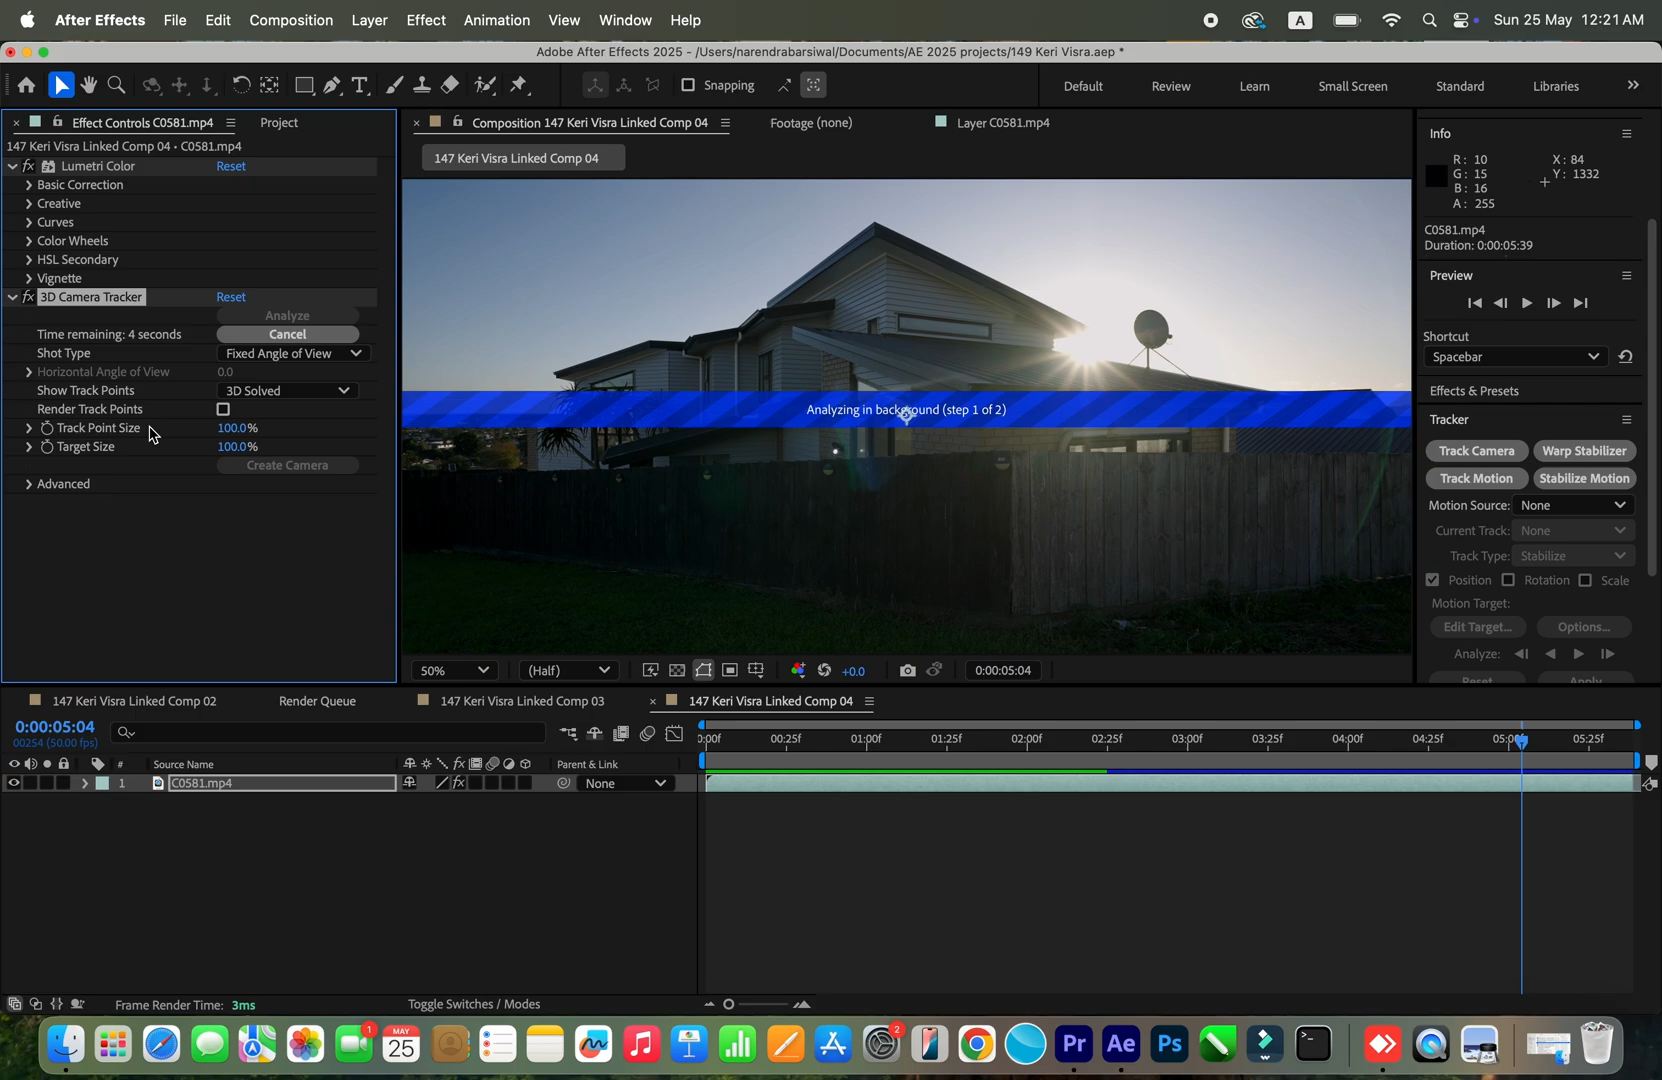 After Effects File Edit Composition Layer Effect Animation View Window Help A Sun 25 May 12:21 AM
Adobe After Effects 2025 - /Users/narendrabarsiwal/Documents/AE 2025 projects/149 Keri Visra.aep *
T Snapping Default Review Learn Small Screen Standard Libraries
Effect Controls C0581.mp4 Project
147 Keri Visra Linked Comp 04 • C0581.mp4
fx Lumetri Color Reset
Basic Correction
Creative
Curves
Color Wheels
HSL Secondary
Vignette
fx 3D Camera Tracker Reset
Analyze
Time remaining: 4 seconds Cancel
Shot Type Fixed Angle of View
Horizontal Angle of View 0.0
Show Track Points 3D Solved
Render Track Points
Track Point Size 100.0%
Target Size 100.0%
Create Camera
Advanced
Composition 147 Keri Visra Linked Comp 04 Footage (none) Layer C0581.mp4
147 Keri Visra Linked Comp 04
Analyzing in background (step 1 of 2)
50% (Half) +0.0 0:00:05:04
Info
R: 10 X: 84
G: 15 Y: 1332
B: 16
A: 255
C0581.mp4
Duration: 0:00:05:39
Preview
Shortcut
Spacebar
Effects & Presets
Tracker
Track Camera Warp Stabilizer
Track Motion Stabilize Motion
Motion Source: None
Current Track: None
Track Type: Stabilize
Position Rotation Scale
Motion Target:
Edit Target... Options...
Analyze:
Reset Apply
147 Keri Visra Linked Comp 02 Render Queue 147 Keri Visra Linked Comp 03 147 Keri Visra Linked Comp 04
0:00:05:04
00254 (50.00 fps)
:00f 00:25f 01:00f 01:25f 02:00f 02:25f 03:00f 03:25f 04:00f 04:25f 05:25f
# Source Name fx Parent & Link
1 C0581.mp4 fx None
Frame Render Time: 3ms Toggle Switches / Modes
1 MAY 25 2 Pr Ae Ps